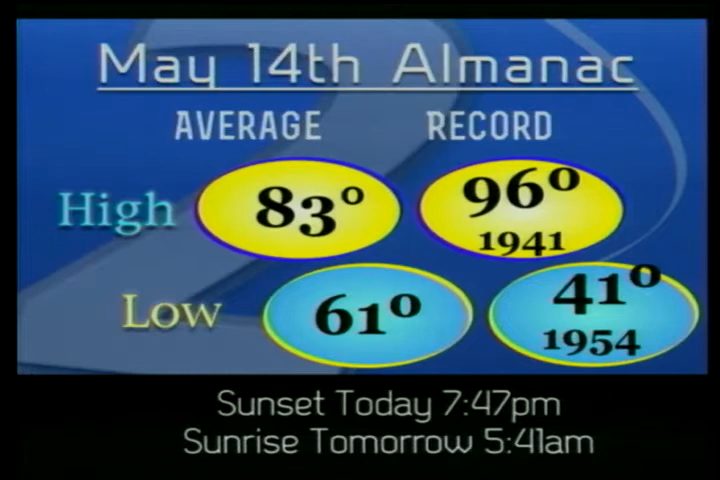 May 14th Almanac
AVERAGE RECORD
High 83° 96°
1941
Low 61° 41°
1954
Sunset Today 7:47pm
Sunrise Tomorrow 5:41am